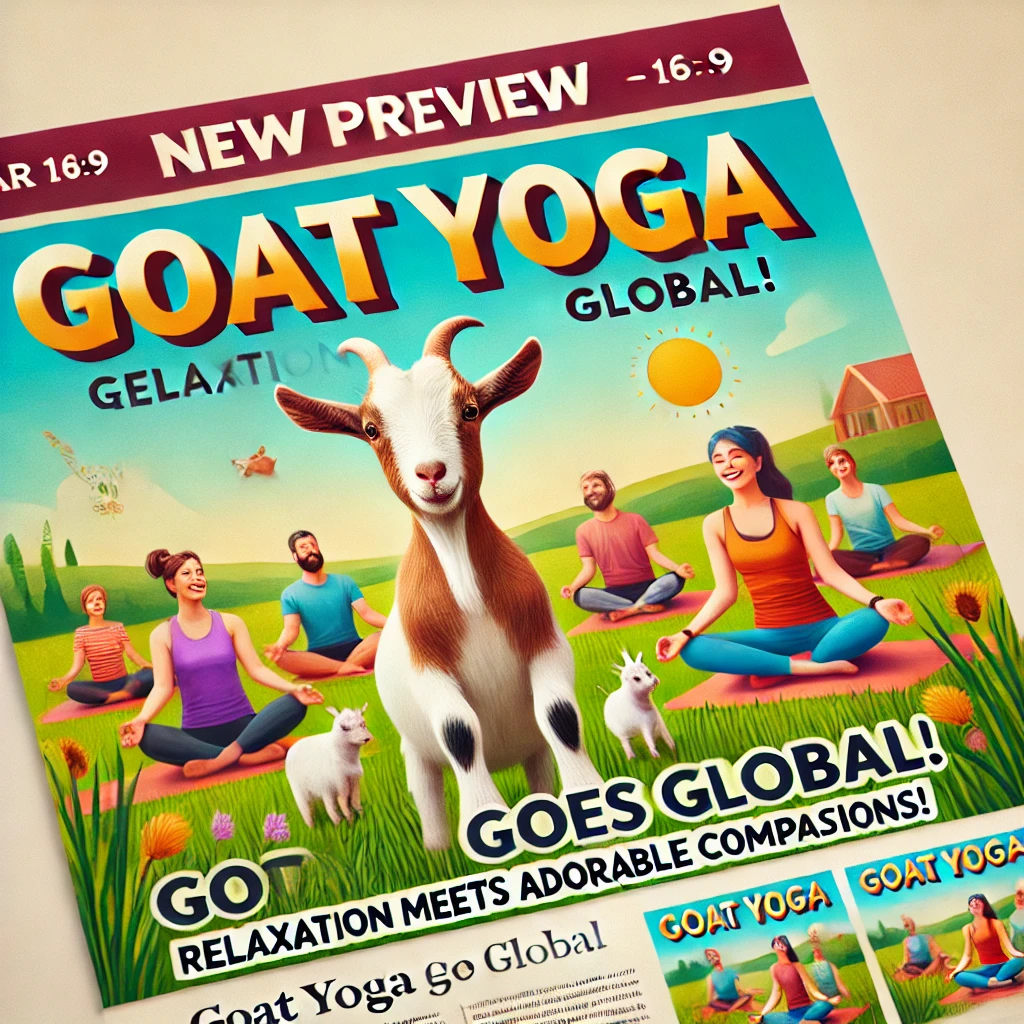 AR 16:9 NEW PREVIEW -16:9
GOAT YOGA
GLOBAL!
GELAXTION
GOES GLOBAL!
GOT
RELAXATION MEETS ADORABLE COMPASIONS!
Goat Yoga go Global
GOAT YOGA
GOAT YOGA